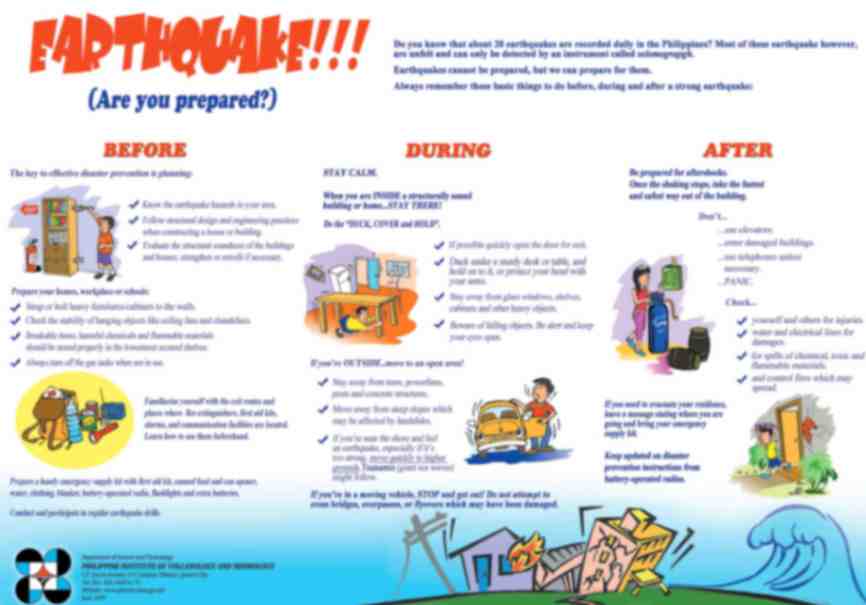 EARTHQUAKE!!!
(Are you prepared?)
Do you know that about 20 earthquakes are recorded daily in the Philippines? Most of these earthquake however,
are unfelt and can only be detected by an instrument called
Earthquakes cannot be prepared, but we can prepare for them.
Always remember these basic things to do before, during and after a strong earthquake:
BEFORE
The key to effective disaster prevention is planning:
Know the earthquake hazards in your area.
Follow structural design and engineering practices
when constructing a house or building.
Evaluate the structural soundness of the buildings
and houses; strengthen or retrofit if necessary.
Prepare your homes, workplace or schools:
Strap or bolt heavy furniture/cabinets to the walls.
Check the stability of hanging objects like ceiling fans and chandeliers.
Breakable items, harmful chemicals and flammable materials
should be stored properly in the lowermost secured shelves.
Always turn off the gas tanks when not in use.
Familiarize yourself with the exit routes and
places where fire extinguishers, first aid kits,
alarms, and communication facilities are located.
Learn how to use them beforehand.
Prepare a handy emergency supply kit with first aid kit, canned food and can opener,
water, clothing, blanket, battery-operated radio, flashlights and extra batteries.
Conduct and participate in regular earthquake drills.
DURING
STAY CALM.
When you are INSIDE a structurally sound
building or home...STAY THERE!
Do the "DUCK, COVER and HOLD".
If possible quickly open the door for exit.
Duck under a sturdy desk or table, and
hold on to it, or protect your head with
your arms.
Stay away from glass windows, shelves,
cabinets and other heavy objects.
Beware of falling objects. Be alert and keep
your eyes open.
If you're OUTSIDE...move to an open area!
Stay away from trees, powerlines,
posts and concrete structures.
Move away from steep slopes which
may be affected by landslides.
If you're near the shore and feel
an earthquake, especially if it's
too strong, move quickly to higher
grounds. Tsunamis (giant sea waves)
might follow.
If you're in a moving vehicle, STOP and get out! Do not attempt to
cross bridges, overpasses, or flyovers which may have been damaged.
AFTER
Be prepared for aftershocks.
Once the shaking stops, take the fastest
and safest way out of the building.
Don't...
...use elevators.
...enter damaged buildings.
...use telephones unless
necessary.
...PANIC.
Check...
yourself and others for injuries.
water and electrical lines for
damages.
for spills of chemical, toxic and
flammable materials.
and control fires which may
spread.
If you need to evacuate your residence,
leave a message stating where you are
going and bring your emergency
supply kit.
Keep updated on disaster
prevention instructions from
battery-operated radios.
Department of Science and Technology
PHILIPPINE INSTITUTE OF VOLCANOLOGY AND SEISMOLOGY